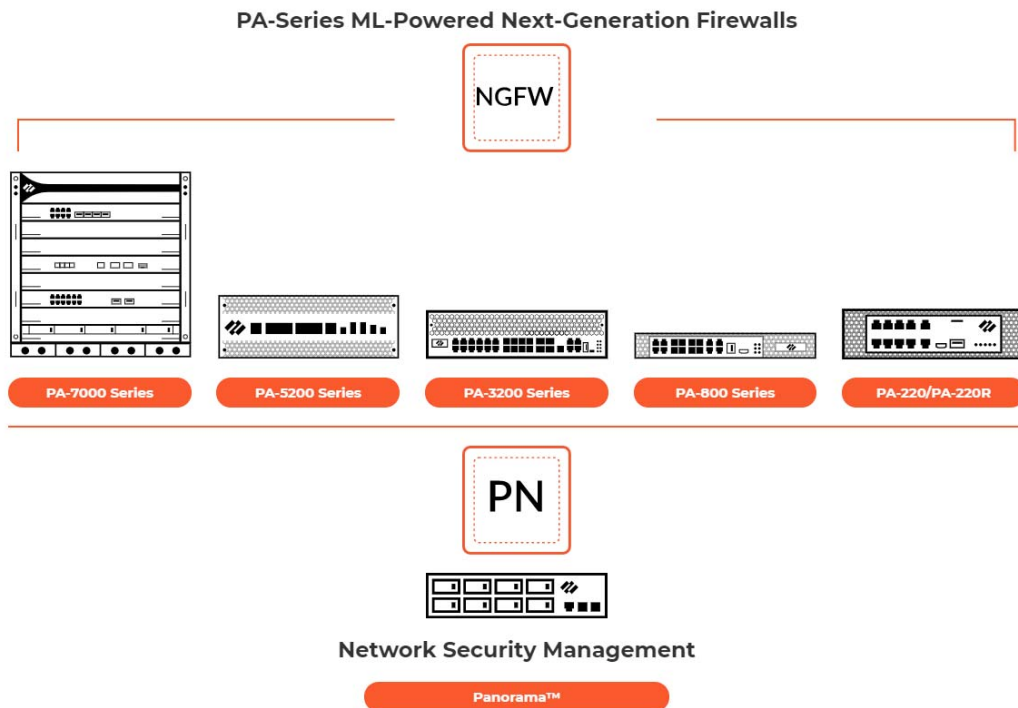 PA-Series ML-Powered Next-Generation Firewalls
NGFW
PA-7000 Series
PA-5200 Series
PA-3200 Series
PA-800 Series
PA-220/PA-220R
PN
Network Security Management
Panorama™